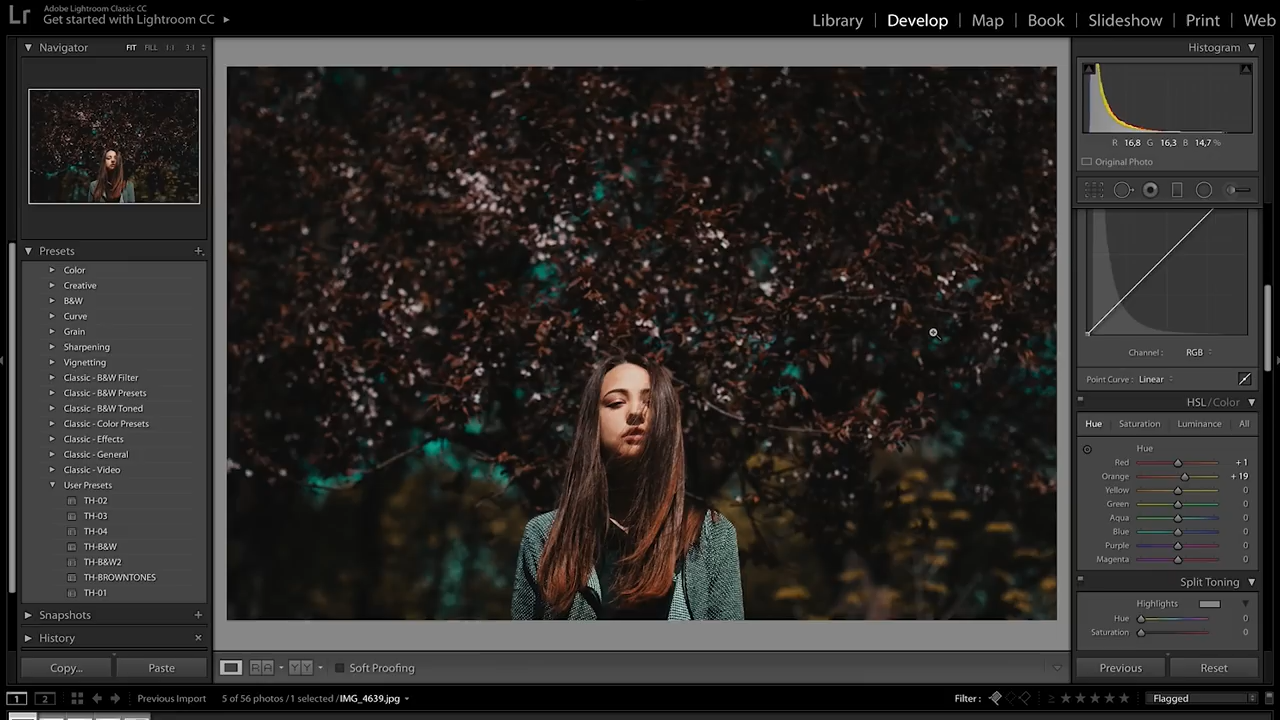 Lr
Adobe Lightroom Classic CC
Get started with Lightroom CC
Library | Develop | Map | Book | Slideshow | Print | Web
Navigator FIT FILL 1:1 3:1
Histogram
R 16,8 G 16,3 B 14,7 %
Original Photo
Presets
Color
Creative
B&W
Curve
Grain
Sharpening
Vignetting
Classic - B&W Filter
Classic - B&W Presets
Classic - B&W Toned
Classic - Color Presets
Classic - Effects
Classic - General
Classic - Video
User Presets
TH-02
TH-03
TH-04
TH-B&W
TH-B&W2
TH-BROWNTONES
TH-01
Snapshots
History
Copy... Paste
Channel: RGB
Point Curve: Linear
HSL / Color
Hue Saturation Luminance All
Hue
Red +1
Orange +19
Yellow 0
Green 0
Aqua 0
Blue 0
Purple 0
Magenta 0
Split Toning
Highlights
Hue 0
Saturation 0
Previous Reset
RA YY Soft Proofing
1 2 Previous Import 5 of 56 photos / 1 selected / IMG_4639.jpg Filter: Flagged